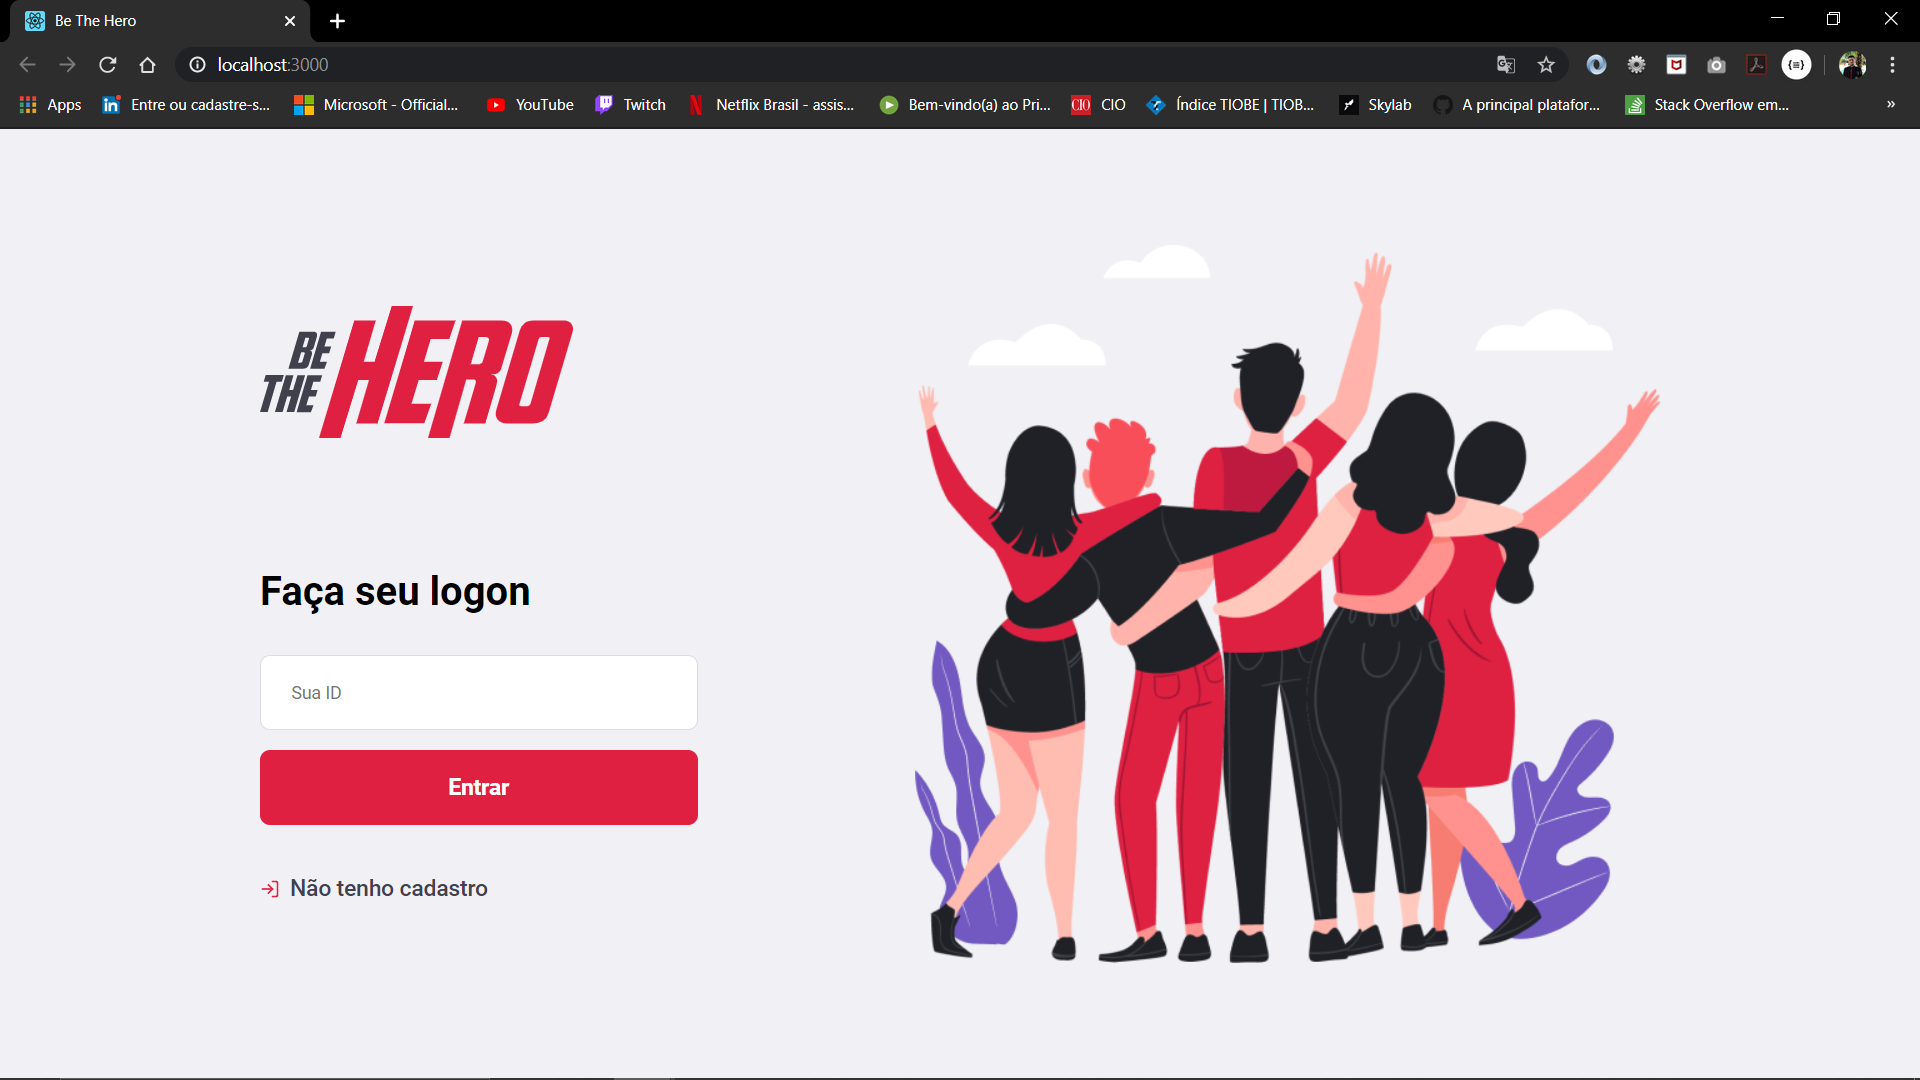 Be The Hero
localhost:3000
Apps
Entre ou cadastre-s...
Microsoft - Official...
YouTube
Twitch
Netflix Brasil - assis...
Bem-vindo(a) ao Pri...
CIO
CIO
Índice TIOBE | TIOB...
Skylab
A principal platafor...
Stack Overflow em...
»
BE
THE
HERO
Faça seu logon
Sua ID
Entrar
Não tenho cadastro